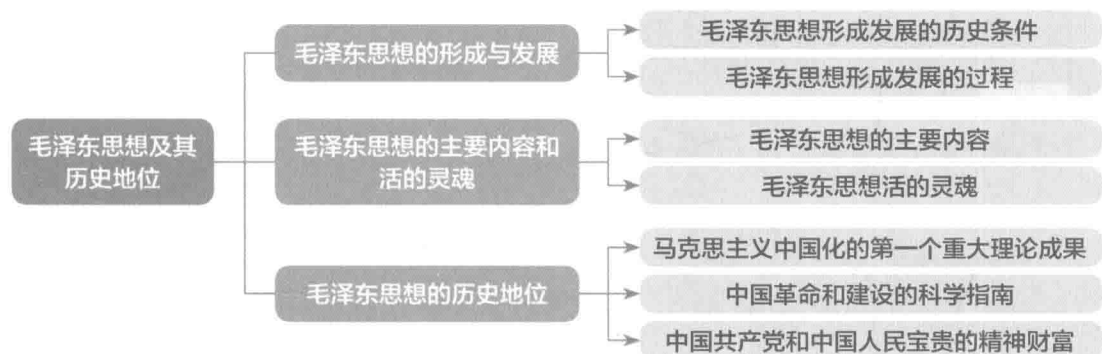 毛泽东思想及其
历史地位
毛泽东思想的形成与发展
毛泽东思想形成发展的历史条件
毛泽东思想形成发展的过程
毛泽东思想的主要内容和
活的灵魂
毛泽东思想的主要内容
毛泽东思想活的灵魂
毛泽东思想的历史地位
马克思主义中国化的第一个重大理论成果
中国革命和建设的科学指南
中国共产党和中国人民宝贵的精神财富